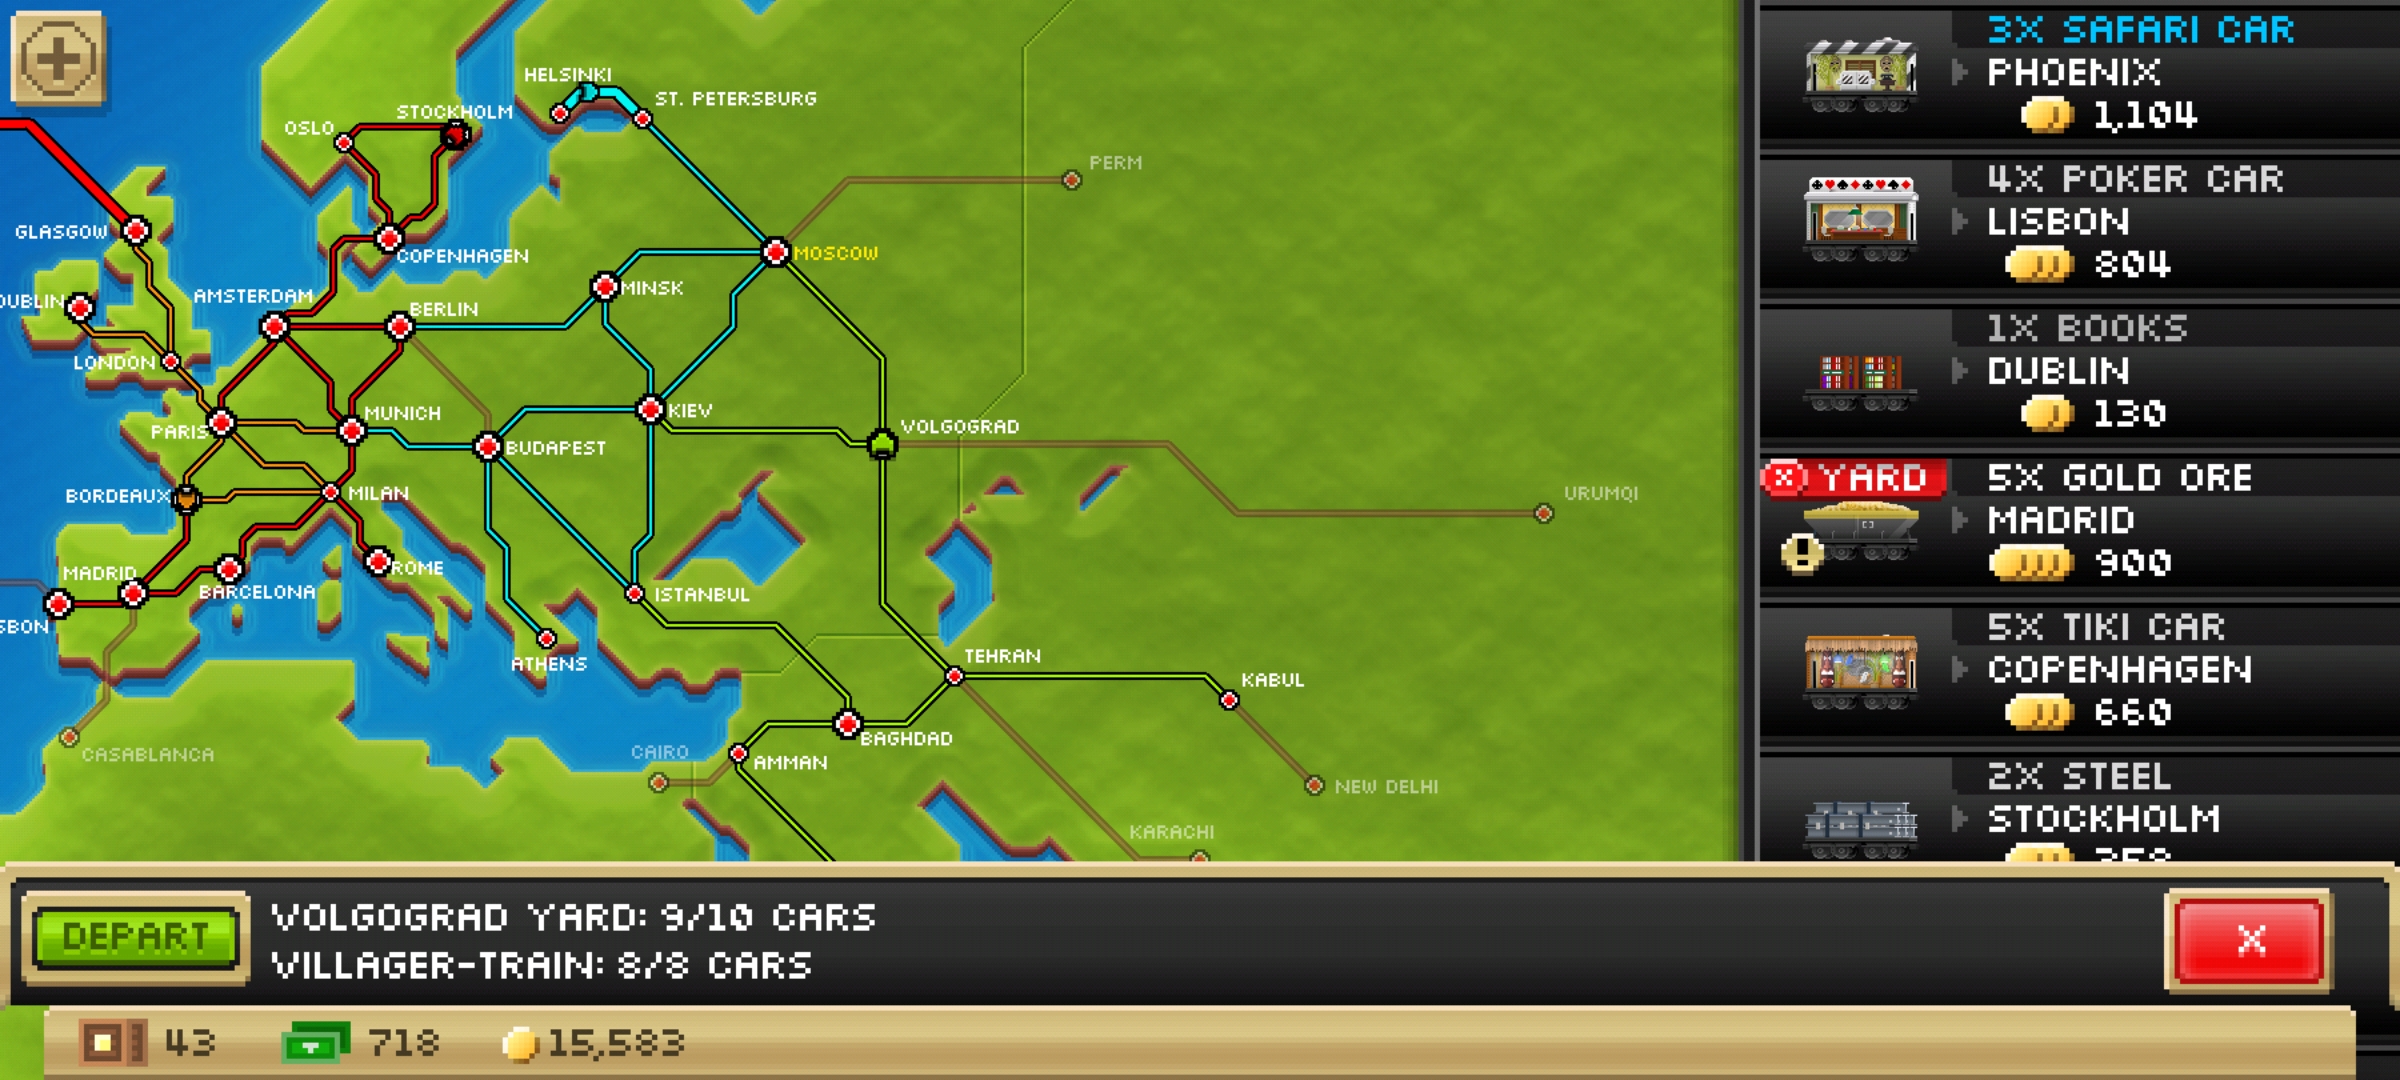 HELSINKI
STOCKHOLM
ST. PETERSBURG
OSLO
PERM
GLASGOW
COPENHAGEN
MOSCOW
MINSK
DUBLIN
AMSTERDAM
BERLIN
LONDON
PARIS
MUNICH
KIEV
BUDAPEST
VOLGOGRAD
BORDEAUX
MILAN
URUMQI
MADRID
BARCELONA
ROME
ISTANBUL
SBON
ATHENS
TEHRAN
KABUL
CASABLANCA
CAIRO
AMMAN
BAGHDAD
NEW DELHI
KARACHI
3X SAFARI CAR
PHOENIX
1,104
4X POKER CAR
LISBON
804
1X BOOKS
DUBLIN
130
YARD
5X GOLD ORE
MADRID
900
5X TIKI CAR
COPENHAGEN
660
2X STEEL
STOCKHOLM
DEPART
VOLGOGRAD YARD: 9/10 CARS
VILLAGER-TRAIN: 8/8 CARS
X
43
718
15,583